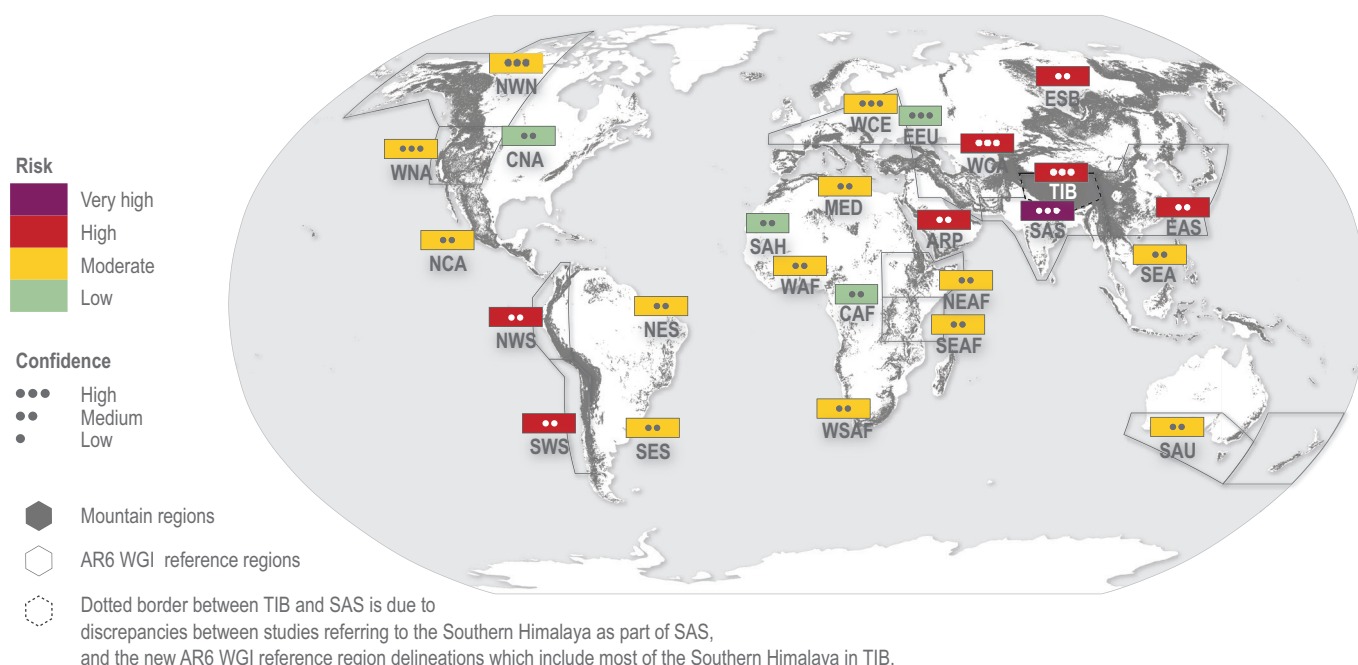 NWN
ESB
WCE
EEU
WNA
CNA
WCA
Risk
Very high
High
Moderate
Low
TIB
MED
SAS
EAS
SAH
ARP
NCA
SEA
WAF
NEAF
CAF
NES
NWS
SEAF
Confidence
High
Medium
Low
SWS
SES
WSAF
SAU
Mountain regions
AR6 WGI reference regions
Dotted border between TIB and SAS is due to
discrepancies between studies referring to the Southern Himalaya as part of SAS,
and the new AR6 WGI reference region delineations which include most of the Southern Himalaya in TIB.